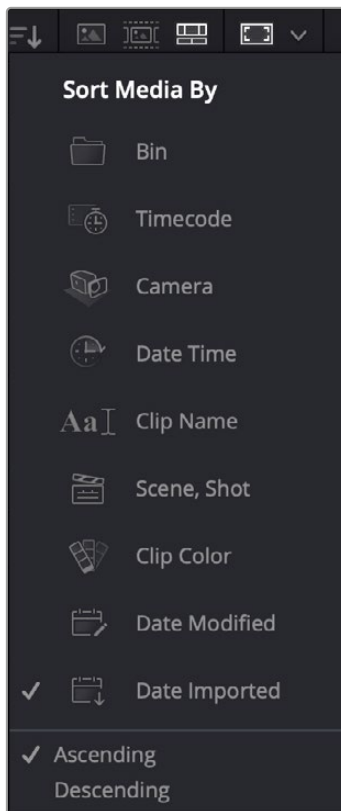 Sort Media By
Bin
Timecode
Camera
Date Time
Aa Clip Name
Scene, Shot
Clip Color
Date Modified
Date Imported
Ascending
Descending